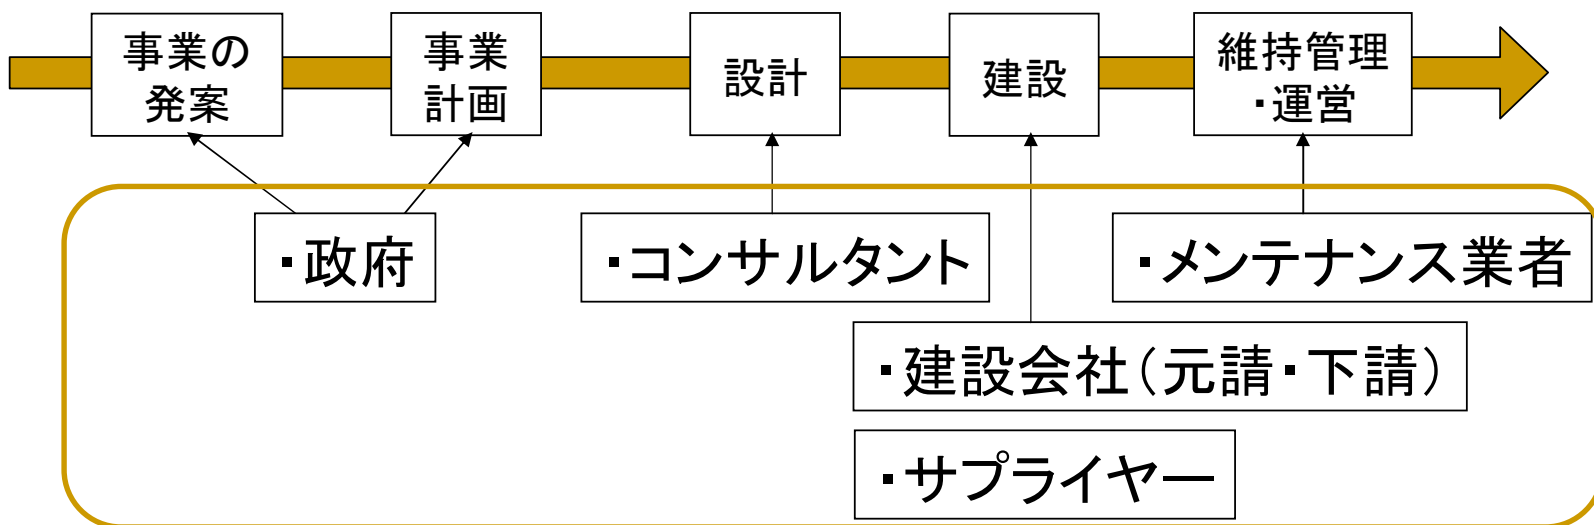 事業の
発案
事業
計画
設計
建設
維持管理
・運営
・政府
・コンサルタント
・メンテナンス業者
・建設会社（元請・下請）
・サプライヤー